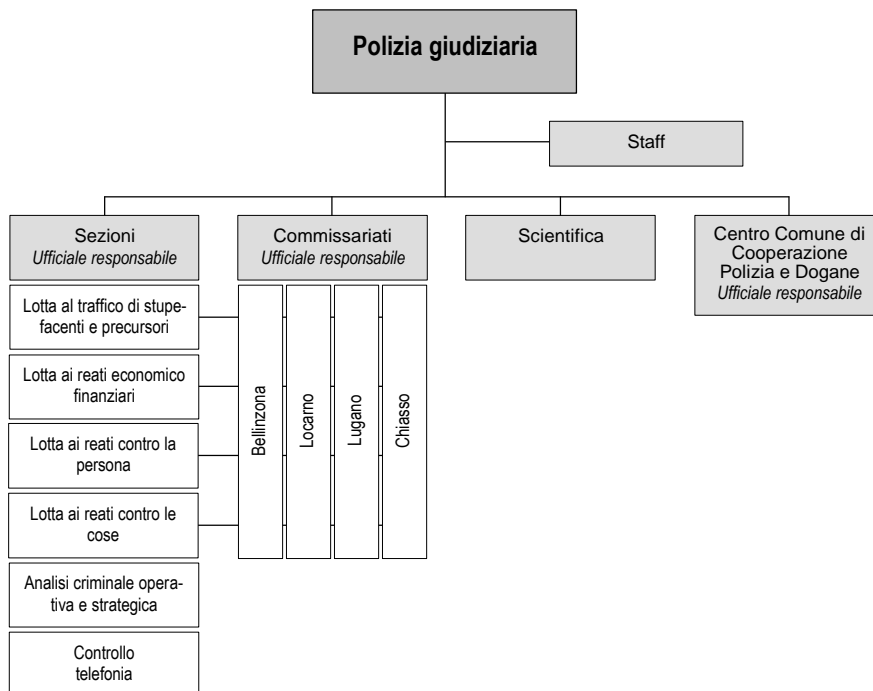 Polizia giudiziaria
Staff
Sezioni
Ufficiale responsabile
Commissariati
Ufficiale responsabile
Scientifica
Centro Comune di
Cooperazione
Polizia e Dogane
Ufficiale responsabile
Lotta al traffico di stupe-
facenti e precursori
Lotta ai reati economico
finanziari
Lotta ai reati contro la
persona
Lotta ai reati contro le
cose
Analisi criminale opera-
tiva e strategica
Controllo
telefonia
Bellinzona
Locarno
Lugano
Chiasso